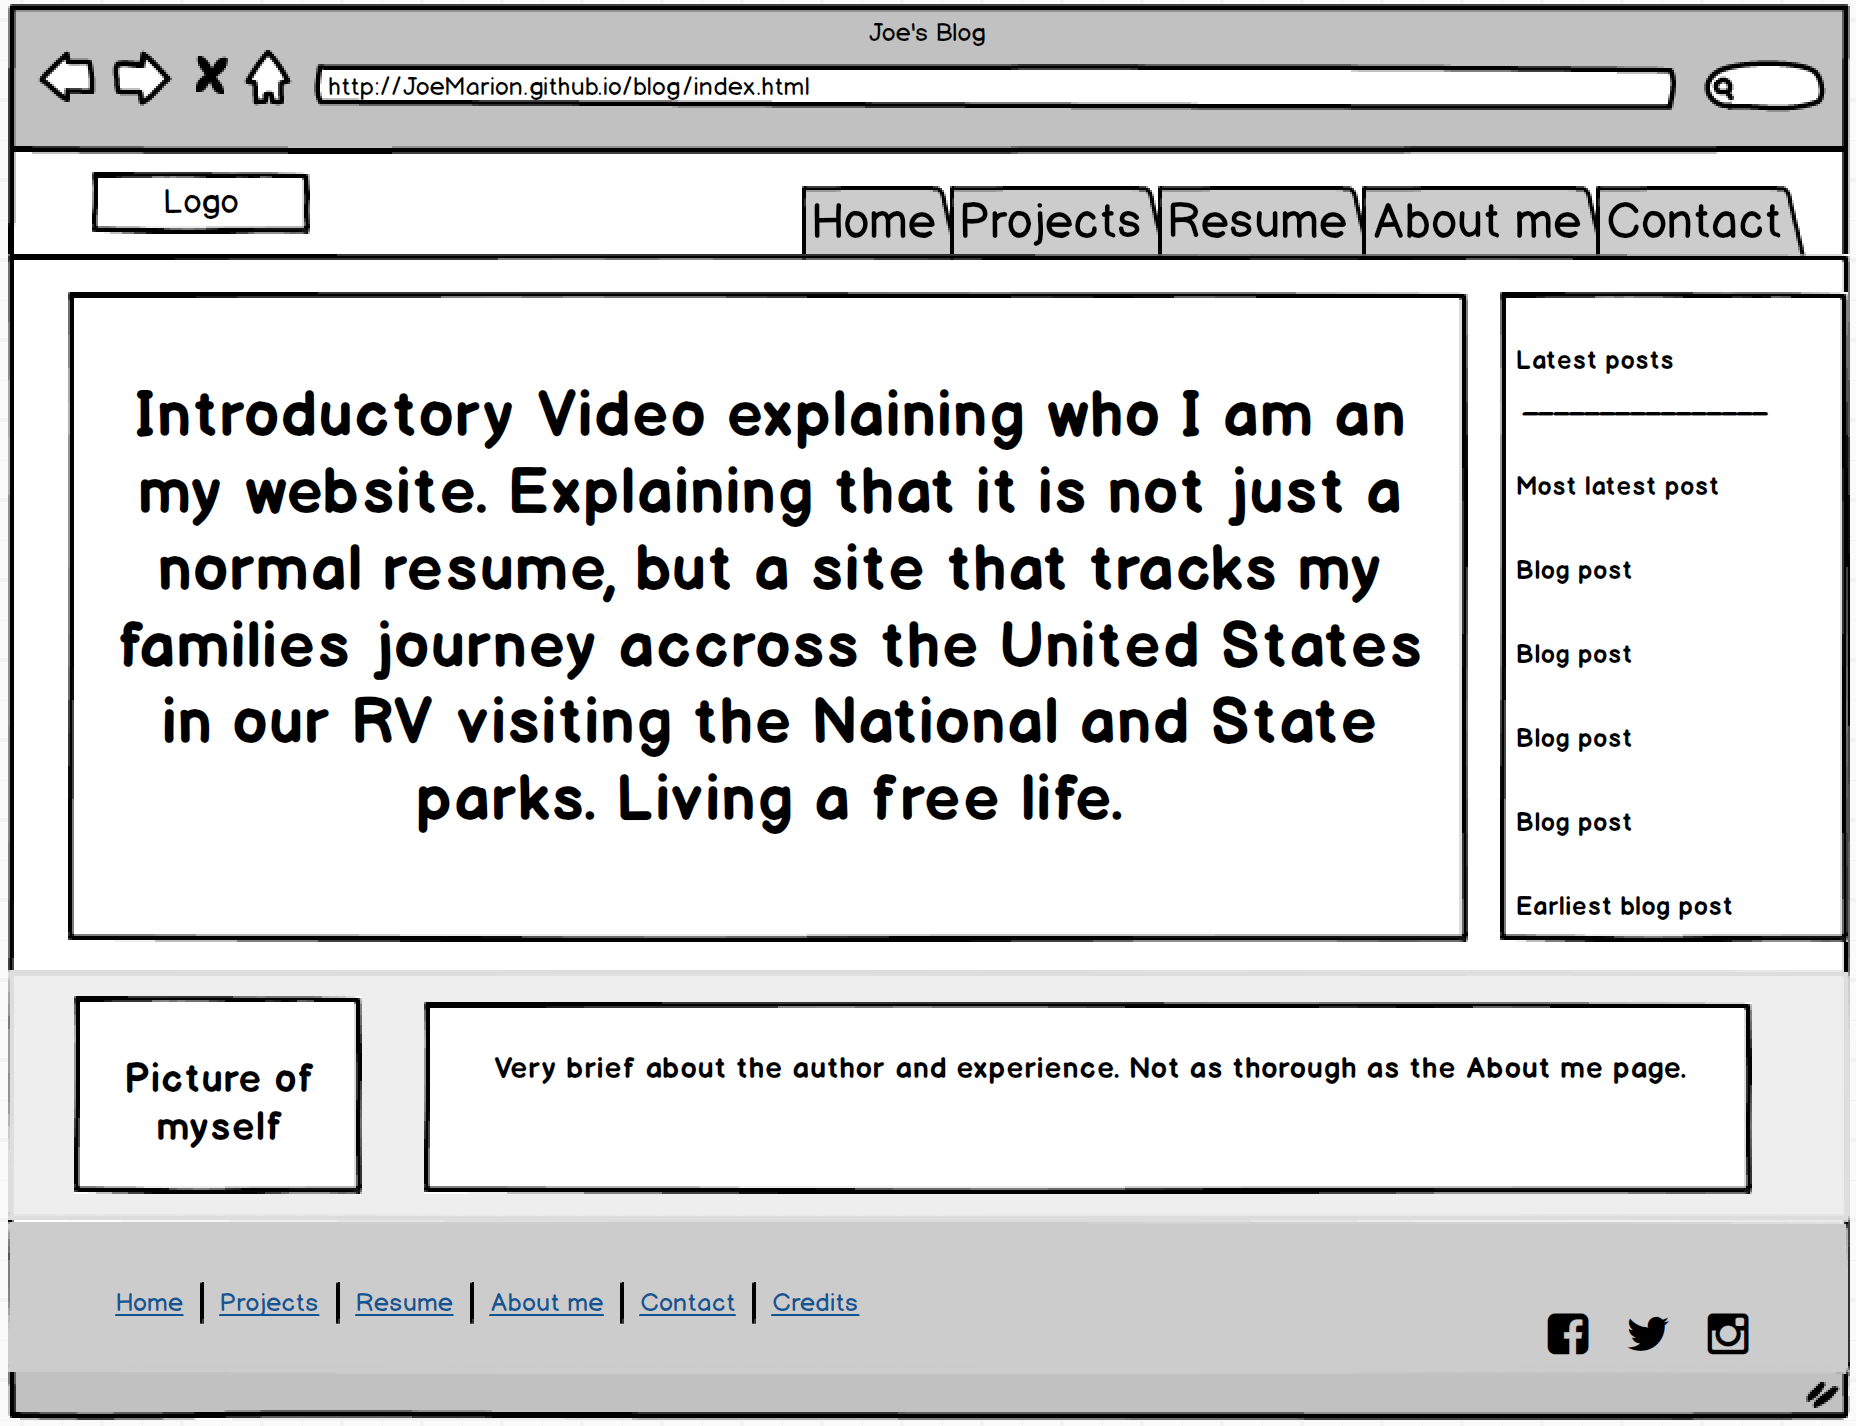 Joe's Blog
http://JoeMarion.github.io/blog/index.html
Logo
Home Projects Resume About me Contact
Introductory Video explaining who I am an
my website. Explaining that it is not just a
normal resume, but a site that tracks my
families journey accross the United States
in our RV visiting the National and State
parks. Living a free life.
Latest posts
________________
Most latest post
Blog post
Blog post
Blog post
Blog post
Earliest blog post
Picture of
myself
Very brief about the author and experience. Not as thorough as the About me page.
Home | Projects | Resume | About me | Contact | Credits